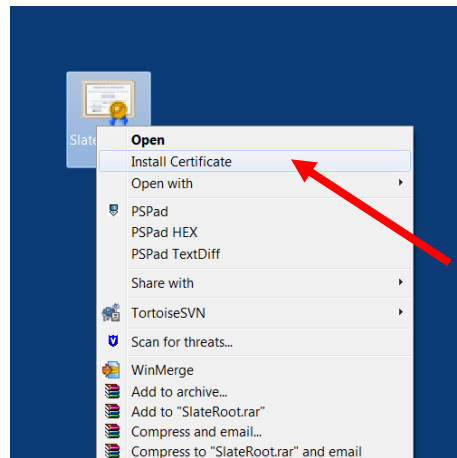 Slate
Open
Install Certificate
Open with
PSPad
PSPad HEX
PSPad TextDiff
Share with
TortoiseSVN
Scan for threats...
WinMerge
Add to archive...
Add to "SlateRoot.rar"
Compress and email...
Compress to "SlateRoot.rar" and email